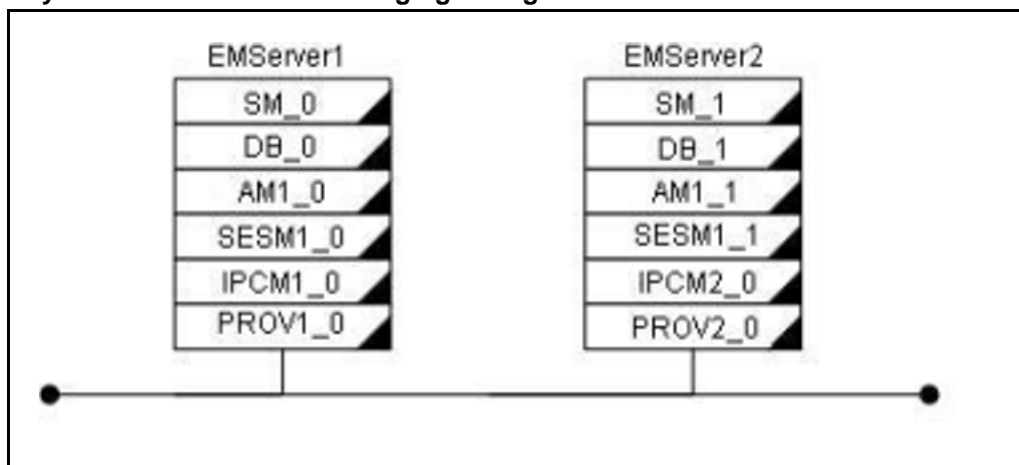 EMServer1
SM_0
DB_0
AM1_0
SESM1_0
IPCM1_0
PROV1_0
EMServer2
SM_1
DB_1
AM1_1
SESM1_1
IPCM2_0
PROV2_0